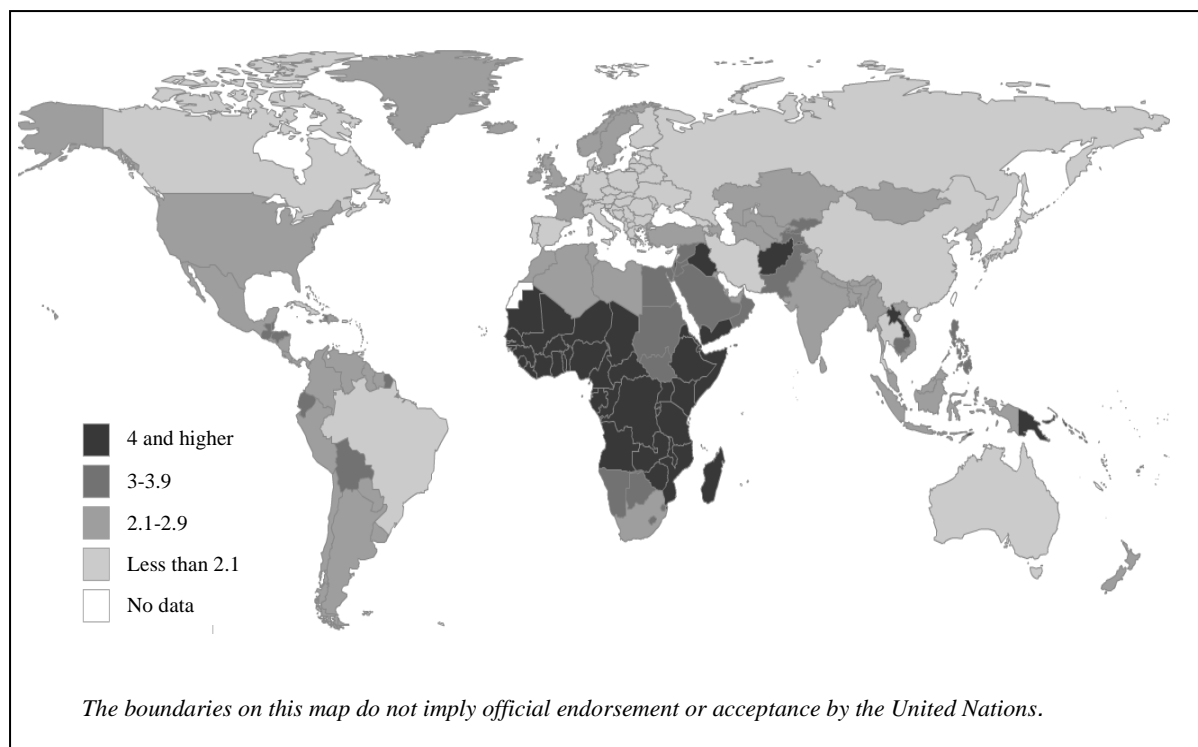 4 and higher
3-3.9
2.1-2.9
Less than 2.1
No data
The boundaries on this map do not imply official endorsement or acceptance by the United Nations.